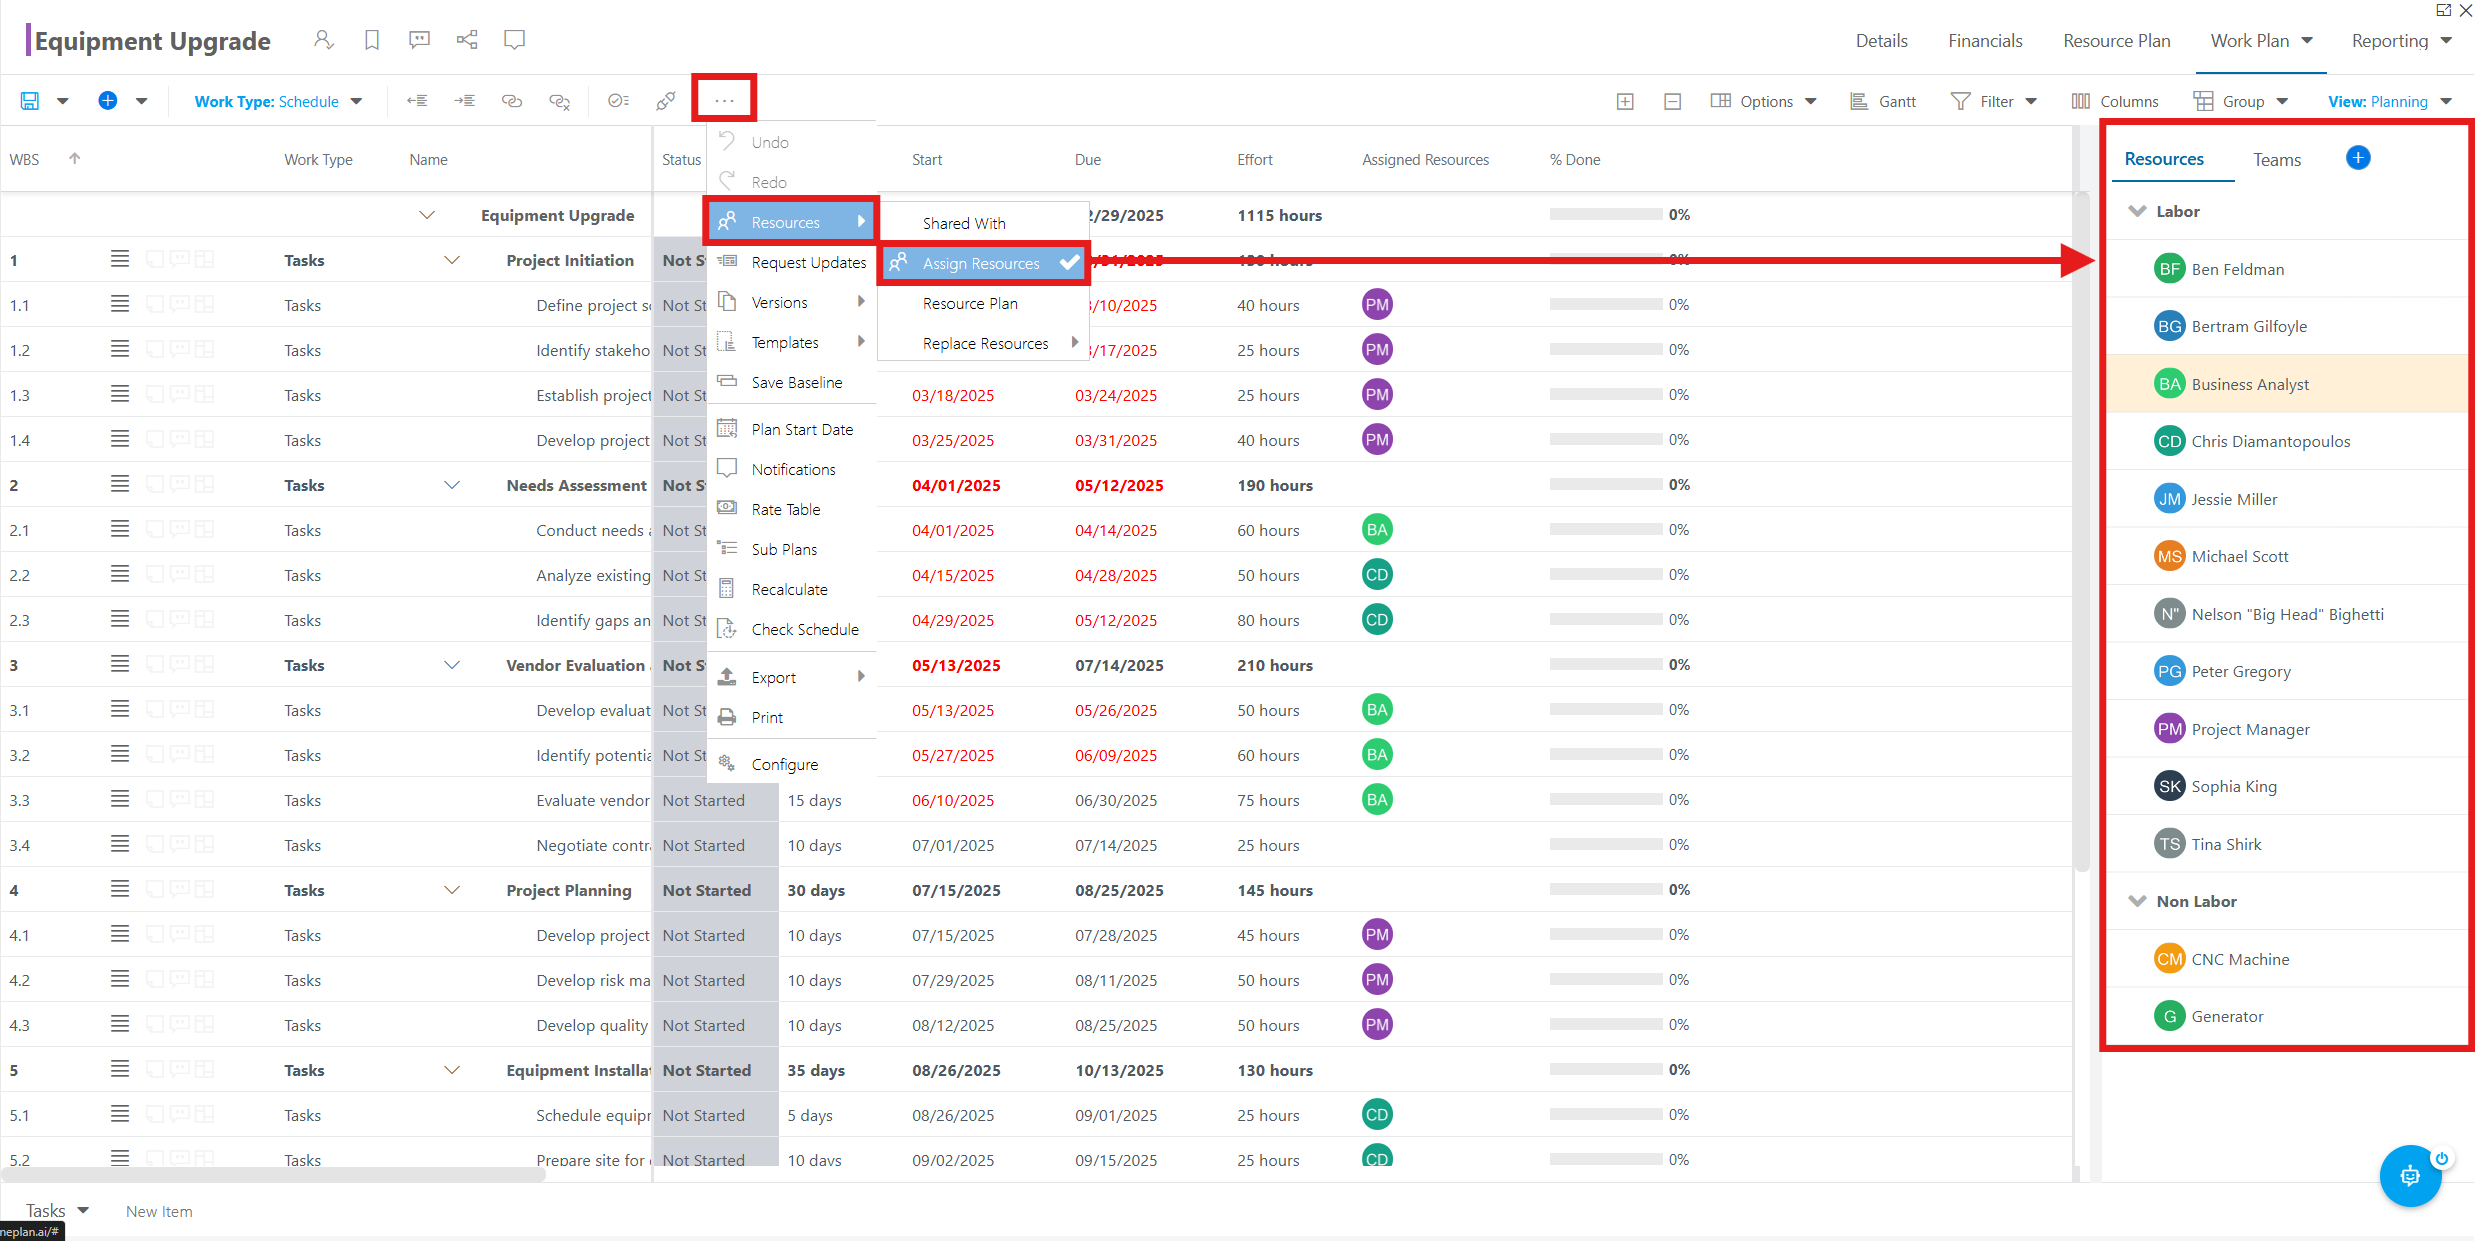 Equipment Upgrade
Details Financials Resource Plan Work Plan Reporting
Work Type: Schedule ... Options Gantt Filter Columns Group View: Planning
WBS Work Type Name Status Start Due Effort Assigned Resources % Done
Equipment Upgrade 2/29/2025 1115 hours 0%
1 Tasks Project Initiation Not S
1.1 Tasks Define project s Not St /10/2025 40 hours PM 0%
1.2 Tasks Identify stakeho Not St /17/2025 25 hours PM 0%
1.3 Tasks Establish project Not St 03/18/2025 03/24/2025 25 hours PM 0%
1.4 Tasks Develop project Not St 03/25/2025 03/31/2025 40 hours PM 0%
2 Tasks Needs Assessment Not S 04/01/2025 05/12/2025 190 hours 0%
2.1 Tasks Conduct needs Not St 04/01/2025 04/14/2025 60 hours BA 0%
2.2 Tasks Analyze existing Not St 04/15/2025 04/28/2025 50 hours CD 0%
2.3 Tasks Identify gaps an Not St 04/29/2025 05/12/2025 80 hours CD 0%
3 Tasks Vendor Evaluation Not S 05/13/2025 07/14/2025 210 hours 0%
3.1 Tasks Develop evaluat Not St 05/13/2025 05/26/2025 50 hours BA 0%
3.2 Tasks Identify potentia Not St 05/27/2025 06/09/2025 60 hours BA 0%
3.3 Tasks Evaluate vendor Not Started 15 days 06/10/2025 06/30/2025 75 hours BA 0%
3.4 Tasks Negotiate contr Not Started 10 days 07/01/2025 07/14/2025 25 hours 0%
4 Tasks Project Planning Not Started 30 days 07/15/2025 08/25/2025 145 hours 0%
4.1 Tasks Develop project Not Started 10 days 07/15/2025 07/28/2025 45 hours PM 0%
4.2 Tasks Develop risk ma Not Started 10 days 07/29/2025 08/11/2025 50 hours PM 0%
4.3 Tasks Develop quality Not Started 10 days 08/12/2025 08/25/2025 50 hours PM 0%
5 Tasks Equipment Installat Not Started 35 days 08/26/2025 10/13/2025 130 hours 0%
5.1 Tasks Schedule equipr Not Started 5 days 08/26/2025 09/01/2025 25 hours CD 0%
5.2 Tasks Prepare site for Not Started 10 days 09/02/2025 09/15/2025 25 hours CD 0%
Undo
Redo
Resources
Request Updates
Versions
Templates
Save Baseline
Plan Start Date
Notifications
Rate Table
Sub Plans
Recalculate
Check Schedule
Export
Print
Configure
Shared With
Assign Resources
Resource Plan
Replace Resources
Resources Teams
Labor
BF Ben Feldman
BG Bertram Gilfoyle
BA Business Analyst
CD Chris Diamantopoulos
JM Jessie Miller
MS Michael Scott
N" Nelson "Big Head" Bighetti
PG Peter Gregory
PM Project Manager
SK Sophia King
TS Tina Shirk
Non Labor
CM CNC Machine
G Generator
Tasks New Item
neplan.ai/#